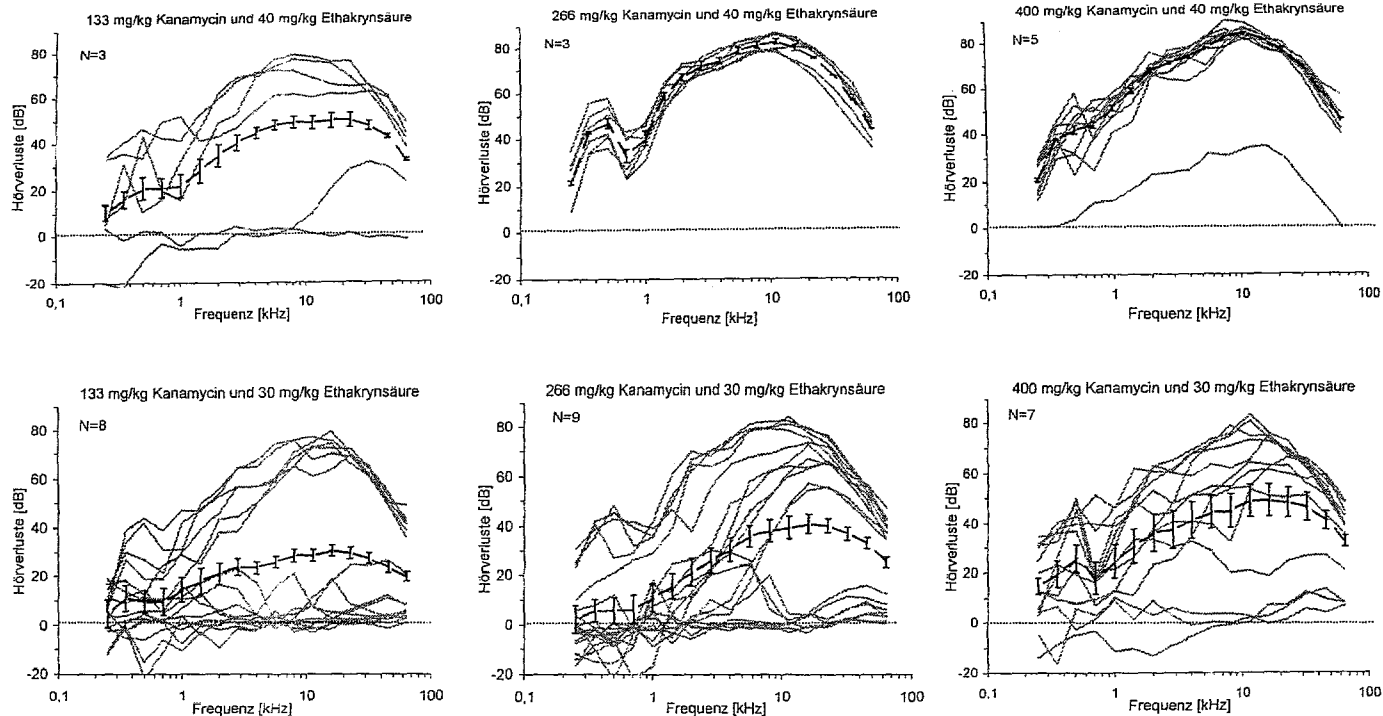 133 mg/kg Kanamycin und 40 mg/kg Ethakrynsäure
N=3
Hörverluste [dB]
80
60
40
20
0
-20
0,1
1
10
100
Frequenz [kHz]
266 mg/kg Kanamycin und 40 mg/kg Ethakrynsäure
N=3
Hörverluste [dB]
80
60
40
20
0
-20
0,1
1
10
100
Frequenz [kHz]
400 mg/kg Kanamycin und 40 mg/kg Ethakrynsäure
N=5
Hörverluste [dB]
80
60
40
20
0
-20
0,1
1
10
100
Frequenz [kHz]
133 mg/kg Kanamycin und 30 mg/kg Ethakrynsäure
N=8
Hörverluste [dB]
80
60
40
20
0
-20
0,1
1
10
100
Frequenz [kHz]
266 mg/kg Kanamycin und 30 mg/kg Ethakrynsäure
N=9
Hörverluste [dB]
80
60
40
20
0
-20
0,1
1
10
100
Frequenz [kHz]
400 mg/kg Kanamycin und 30 mg/kg Ethakrynsäure
N=7
Hörverluste [dB]
80
60
40
20
0
-20
0,1
1
10
100
Frequenz [kHz]